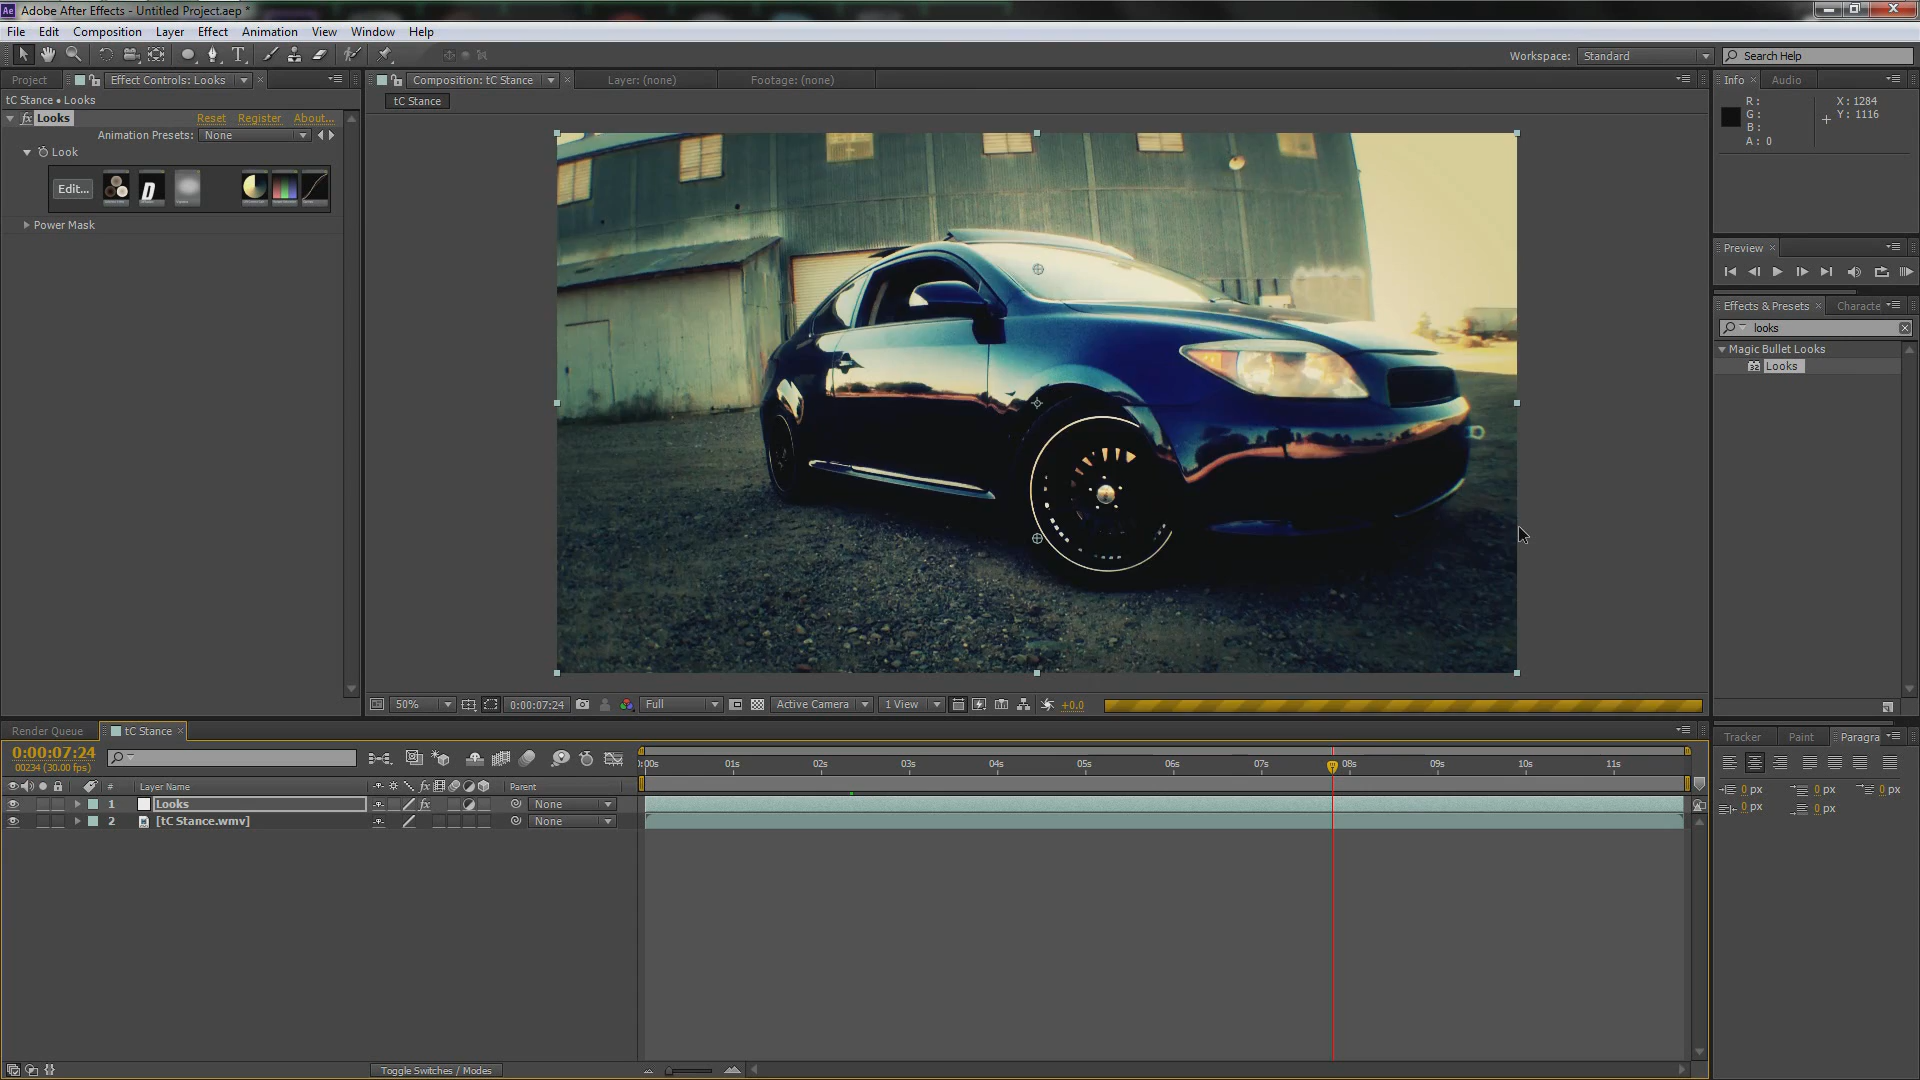 Ae Adobe After Effects - Untitled Project.aep *
File Edit Composition Layer Effect Animation View Window Help
Workspace: Standard Search Help
Project Effect Controls: Looks Composition: tC Stance Layer: (none) Footage: (none) Info Audio
tC Stance • Looks
tC Stance
fx Looks Reset Register About...
Animation Presets: None
Look
Edit...
Power Mask
R :
G :
B :
A : 0
X : 1284
Y : 1116
Preview
Effects & Presets Characte
looks
Magic Bullet Looks
32 Looks
50% 0:00:07:24 Full Active Camera 1 View +0.0
Render Queue tC Stance
0:00:07:24
00234 (30.00 fps)
:00s 01s 02s 03s 04s 05s 06s 07s 08s 09s 10s 11s
# Layer Name fx Parent
1 Looks fx None
2 [tC Stance.wmv] None
Tracker Paint Paragra
0 px 0 px 0 px
0 px 0 px
Toggle Switches / Modes